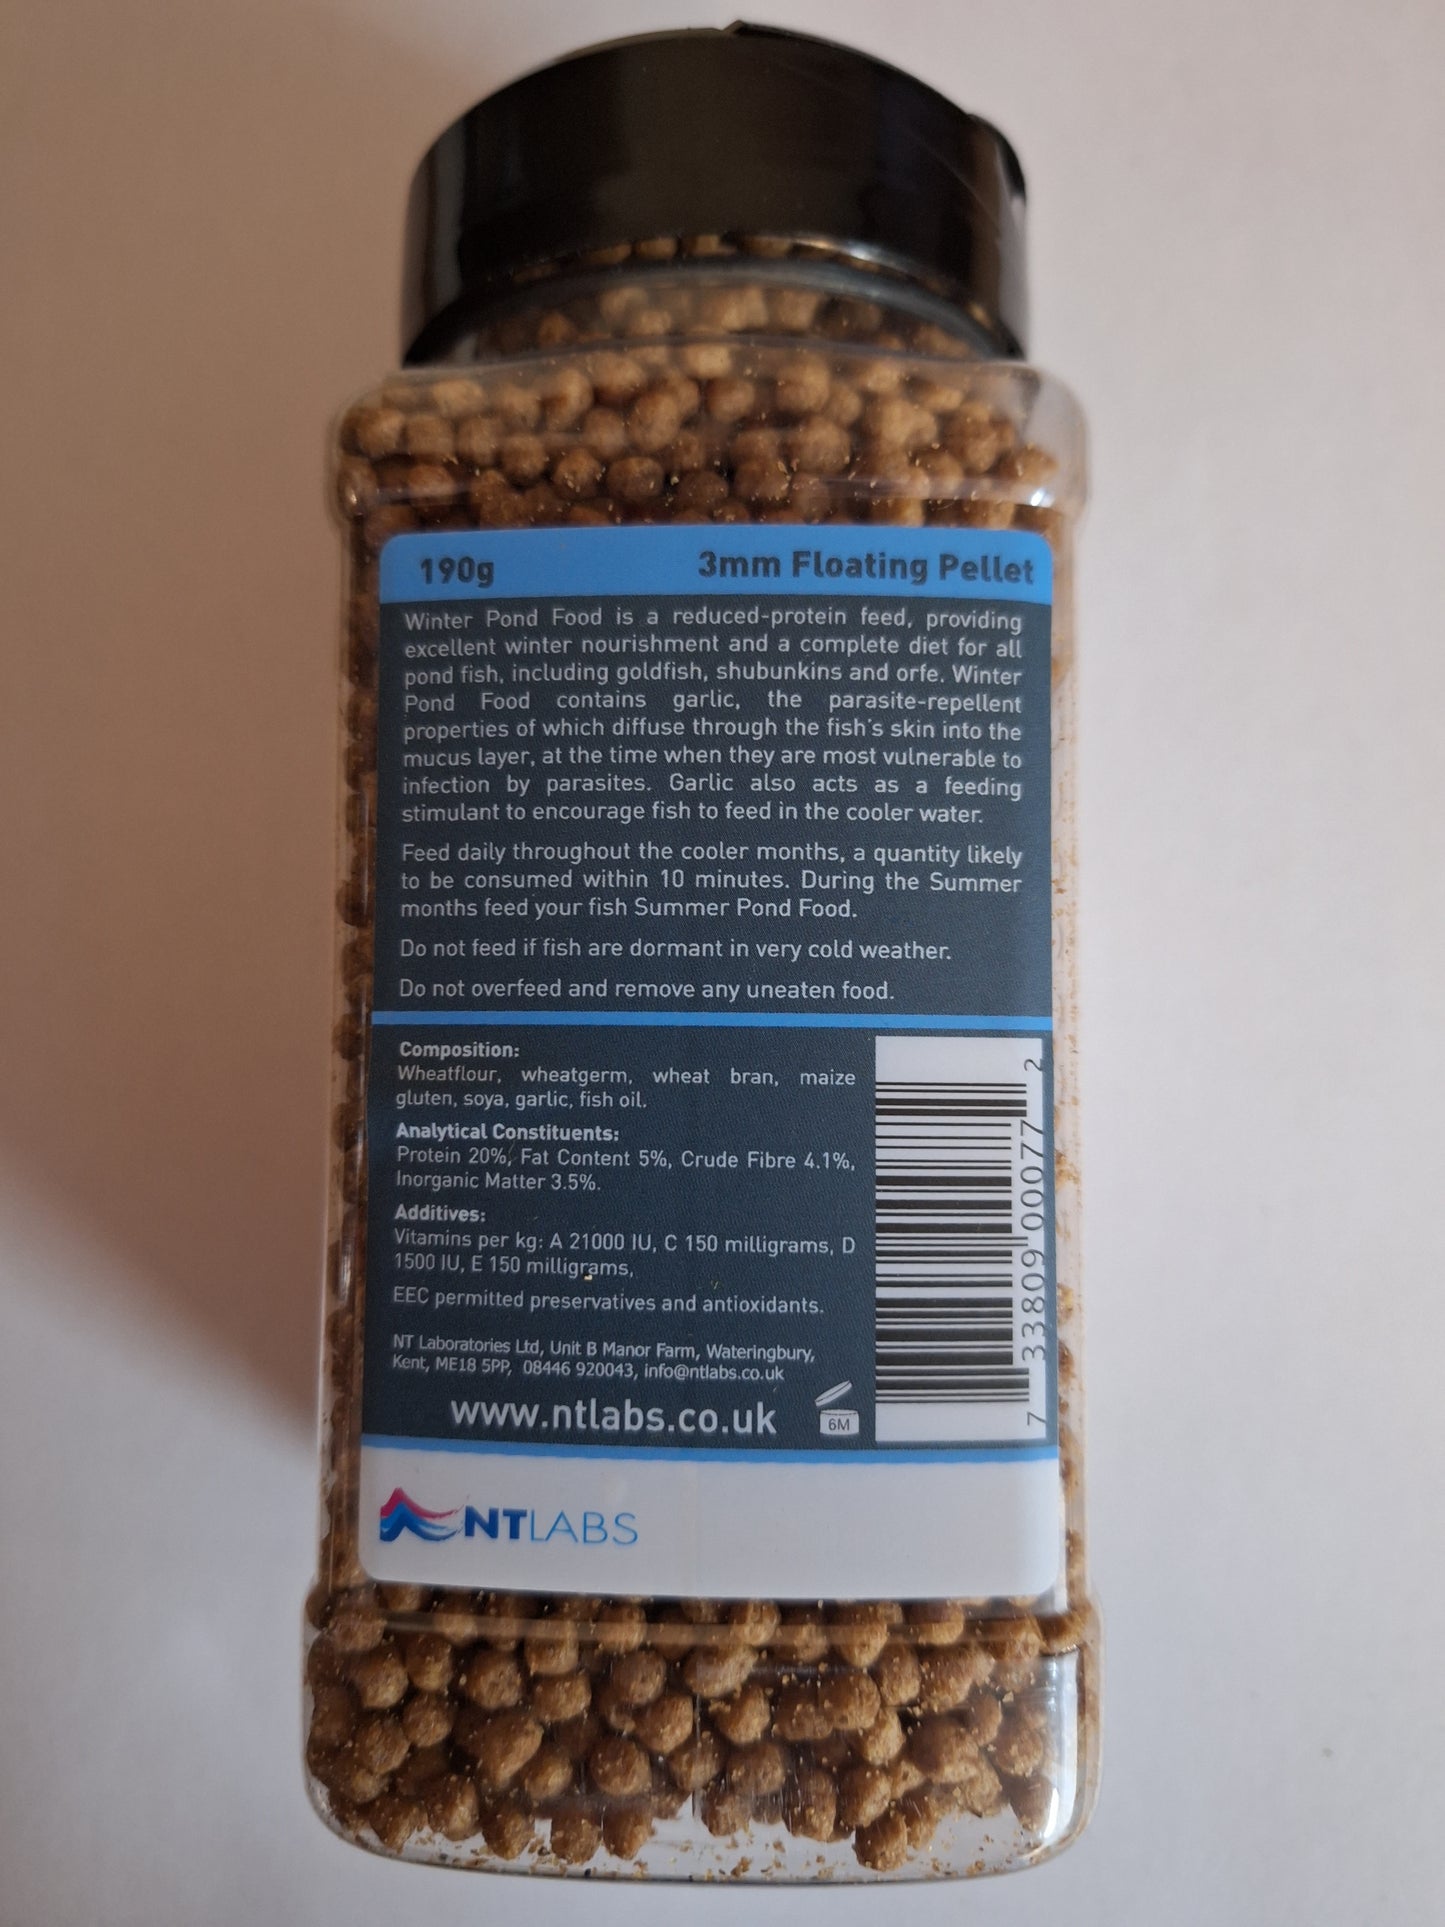 190g 3mm Floating Pellet
Winter Pond Food is a reduced-protein feed, providing
excellent winter nourishment and a complete diet for all
pond fish, including goldfish, shubunkins and orfe. Winter
Pond Food contains garlic, the parasite-repellent
properties of which diffuse through the fish's skin into the
mucus layer, at the time when they are most vulnerable to
infection by parasites. Garlic also acts as a feeding
stimulant to encourage fish to feed in the cooler water.
Feed daily throughout the cooler months, a quantity likely
to be consumed within 10 minutes. During the Summer
months feed your fish Summer Pond Food.
Do not feed if fish are dormant in very cold weather.
Do not overfeed and remove any uneaten food.
Composition:
Wheatflour, wheatgerm, wheat bran, maize
gluten, soya, garlic, fish oil.
Analytical Constituents:
Protein 20%, Fat Content 5%, Crude Fibre 4.1%,
Inorganic Matter 3.5%.
Additives:
Vitamins per kg: A 21000 IU, C 150 milligrams, D
1500 IU, E 150 milligrams,
EEC permitted preservatives and antioxidants.
NT Laboratories Ltd, Unit B Manor Farm, Wateringbury,
Kent, ME18 5PP, 08446 920043, info@ntlabs.co.uk
www.ntlabs.co.uk
6M
7 33809 00077 2
NTLABS